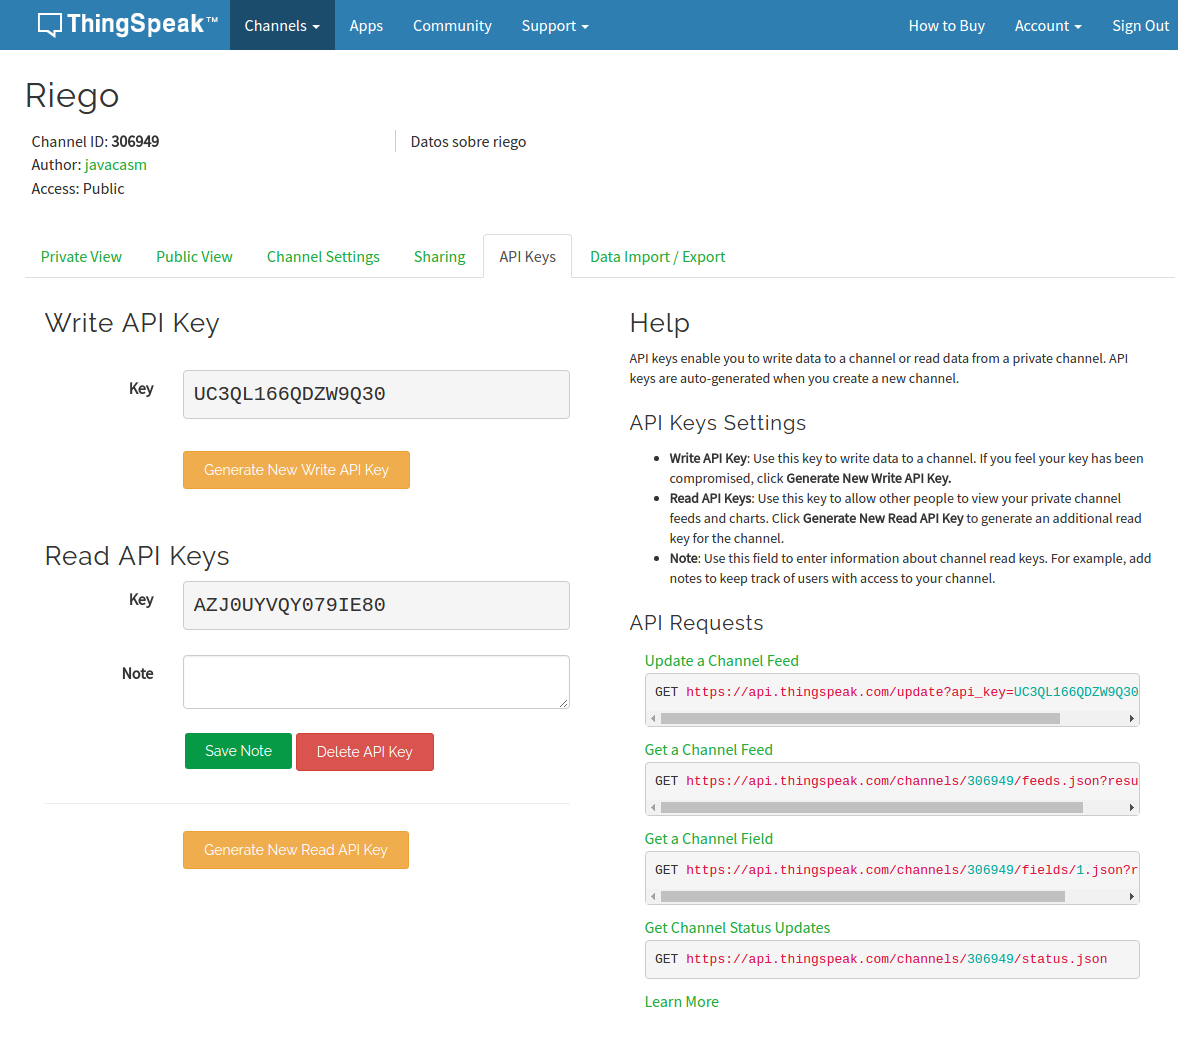 ThingSpeak™ Channels Apps Community Support How to Buy Account Sign Out
Riego
Channel ID: 306949
Author: javacasm
Access: Public
Datos sobre riego
Private View Public View Channel Settings Sharing API Keys Data Import / Export
Write API Key
Key UC3QL166QDZW9Q30
Generate New Write API Key
Read API Keys
Key AZJ0UYVQY079IE80
Note
Save Note Delete API Key
Generate New Read API Key
Help
API keys enable you to write data to a channel or read data from a private channel. API
keys are auto-generated when you create a new channel.
API Keys Settings
Write API Key: Use this key to write data to a channel. If you feel your key has been
compromised, click Generate New Write API Key.
Read API Keys: Use this key to allow other people to view your private channel
feeds and charts. Click Generate New Read API Key to generate an additional read
key for the channel.
Note: Use this field to enter information about channel read keys. For example, add
notes to keep track of users with access to your channel.
API Requests
Update a Channel Feed
GET https://api.thingspeak.com/update?api_key=UC3QL166QDZW9Q30
Get a Channel Feed
GET https://api.thingspeak.com/channels/306949/feeds.json?resu
Get a Channel Field
GET https://api.thingspeak.com/channels/306949/fields/1.json?r
Get Channel Status Updates
GET https://api.thingspeak.com/channels/306949/status.json
Learn More